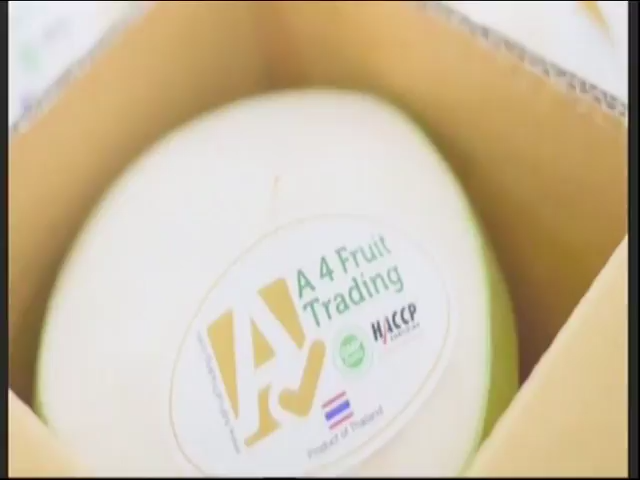 A 4 Fruit
Trading
A
HACCP
Product of Thailand